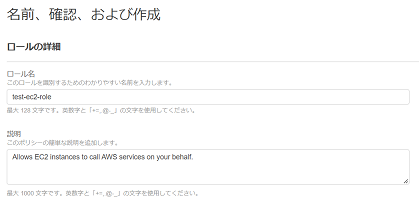 名前、確認、および作成
ロールの詳細
ロール名
このロールを識別するためのわかりやすい名前を入力します。
test-ec2-role
最大 128 文字です。英数字と「+=,.@-_」の文字を使用してください。
説明
このポリシーの簡単な説明を追加します。
Allows EC2 instances to call AWS services on your behalf.
最大 1000 文字です。英数字と「+=,.@-_」の文字を使用してください。